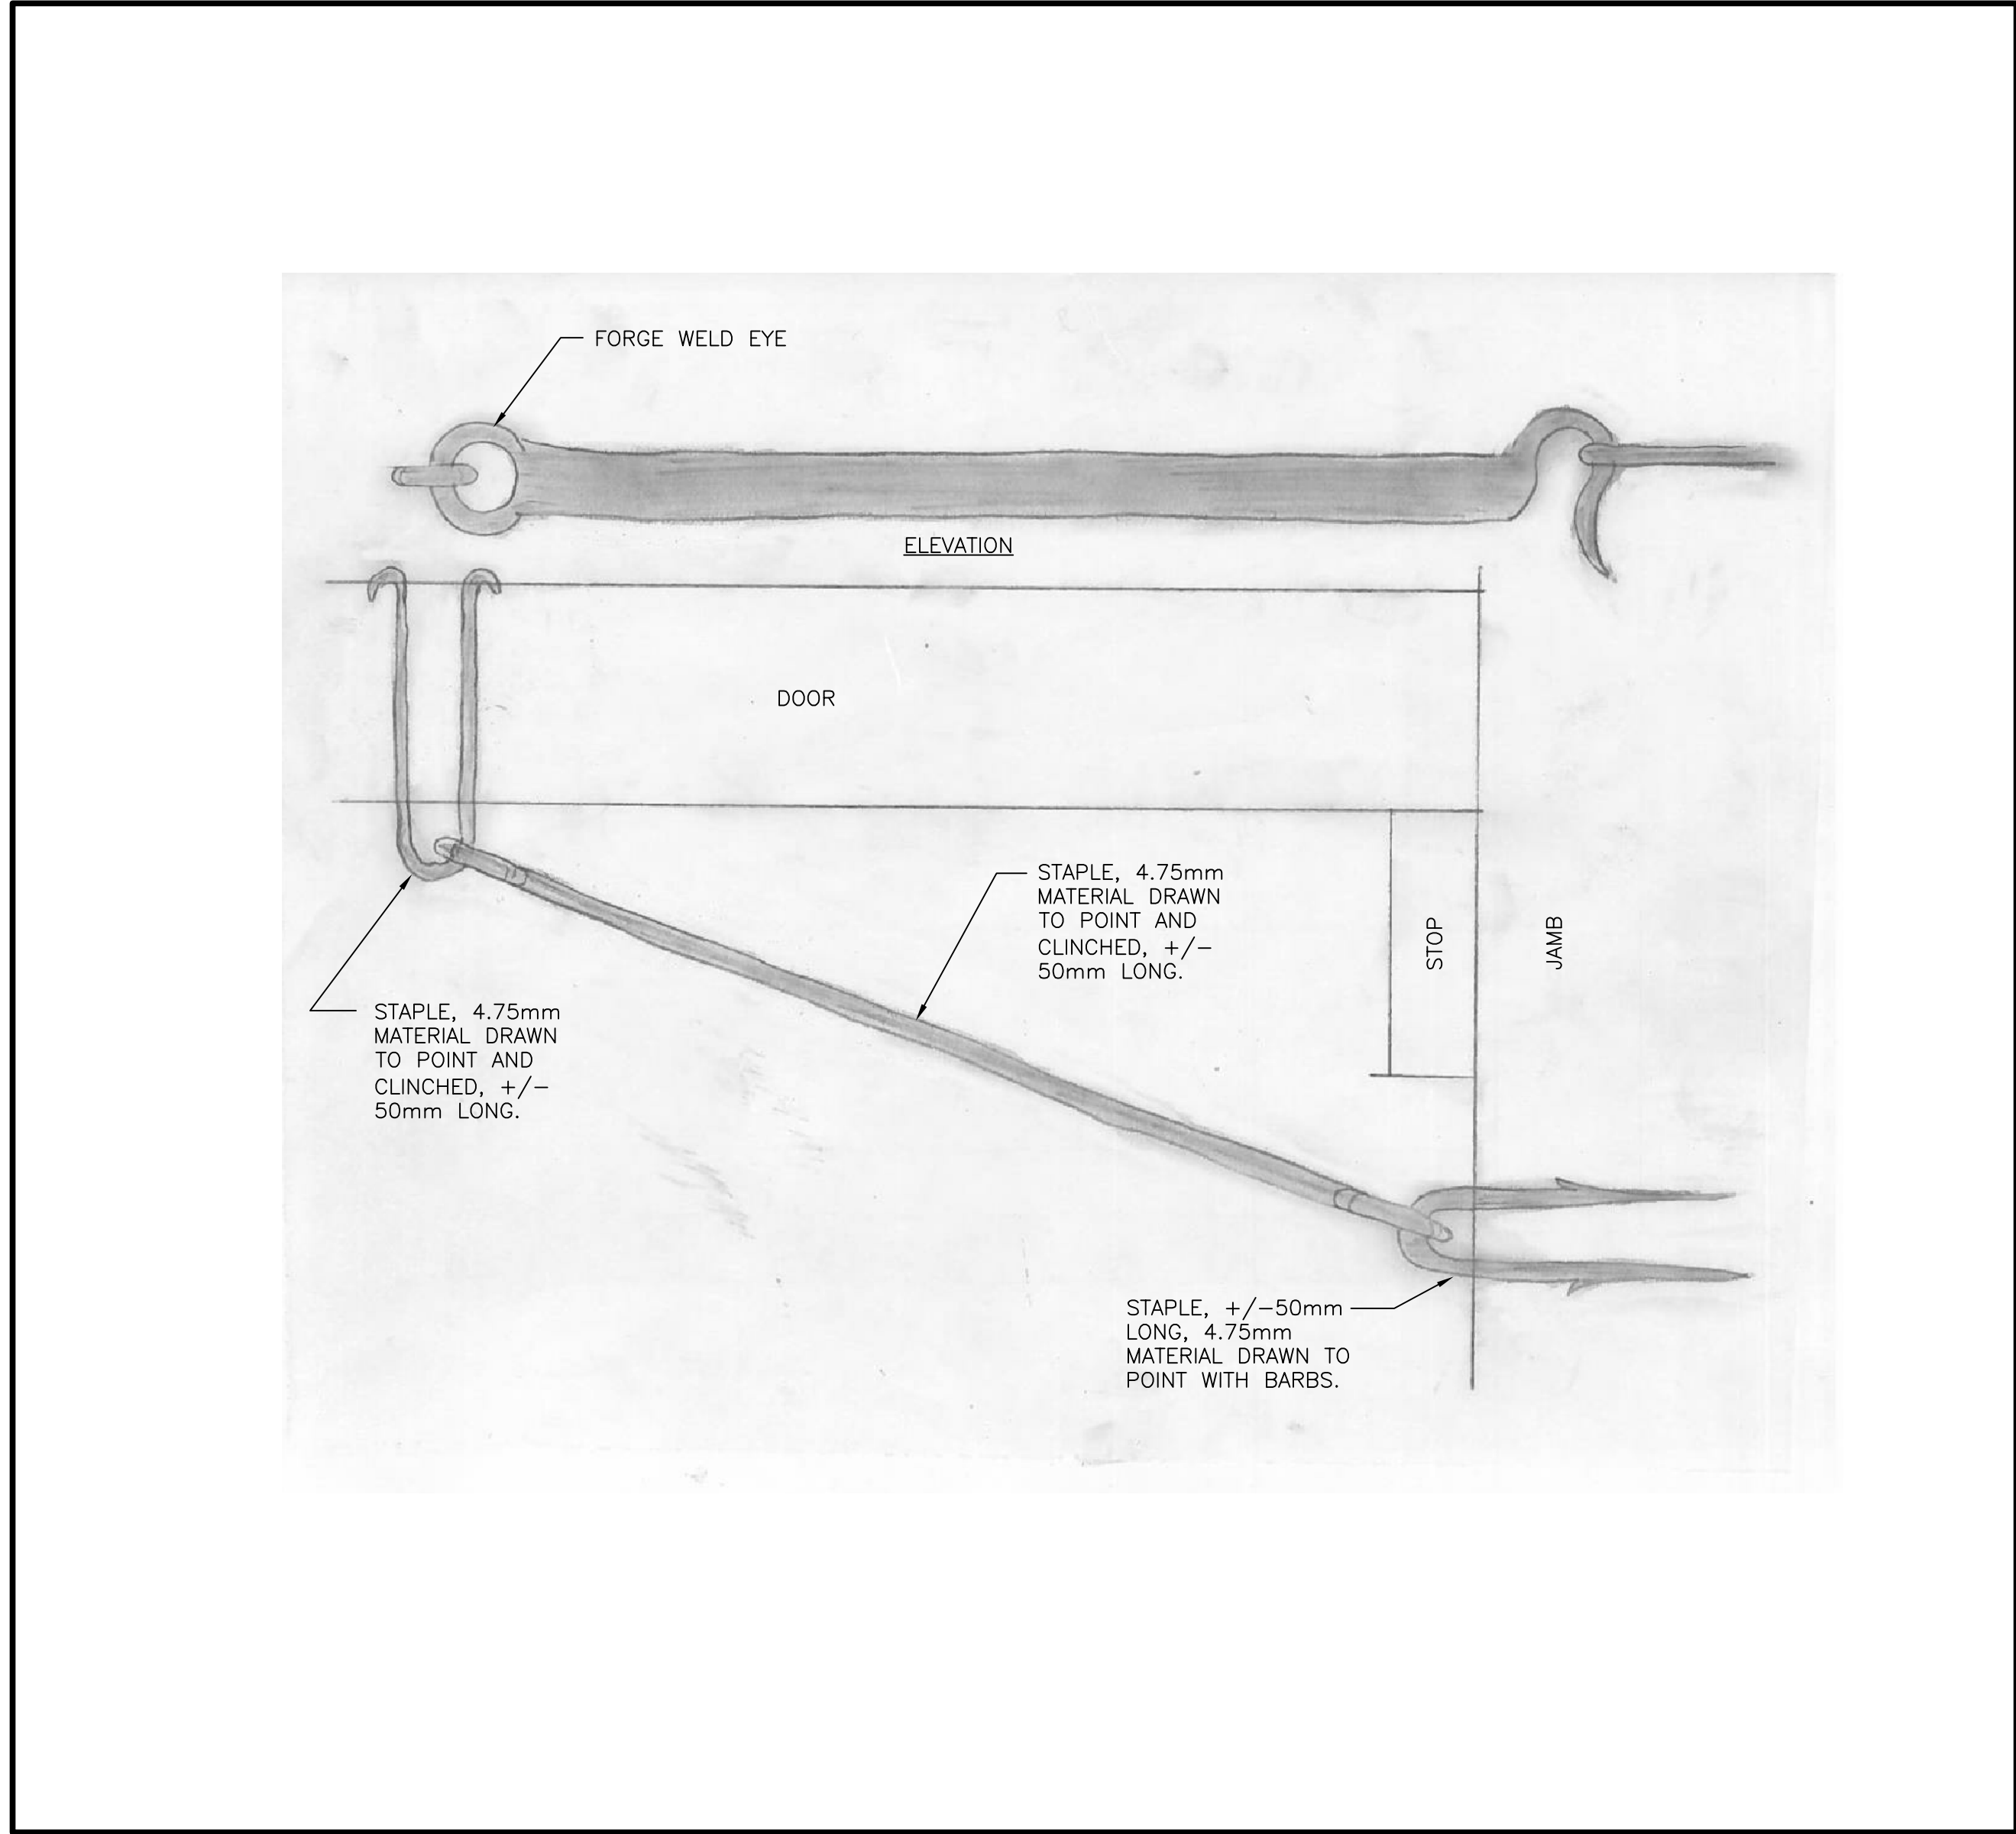 FORGE WELD EYE
ELEVATION
DOOR
STAPLE, 4.75mm
MATERIAL DRAWN
TO POINT AND
CLINCHED, +/-
50mm LONG.
STOP
JAMB
STAPLE, 4.75mm
MATERIAL DRAWN
TO POINT AND
CLINCHED, +/-
50mm LONG.
STAPLE, +/-50mm
LONG, 4.75mm
MATERIAL DRAWN TO
POINT WITH BARBS.